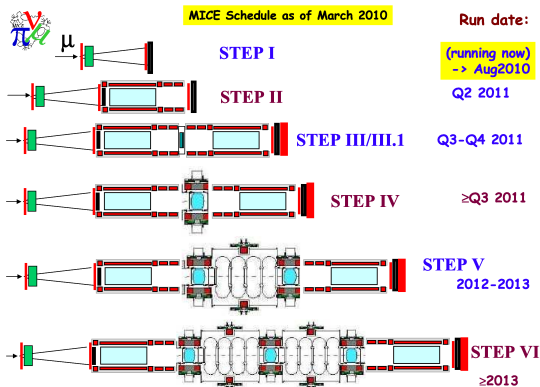 MICE Schedule as of March 2010
Run date:
μ
STEP I
(running now)
-> Aug2010
STEP II
Q2 2011
STEP III/III.1
Q3-Q4 2011
STEP IV
≥Q3 2011
STEP V
2012-2013
STEP VI
≥2013